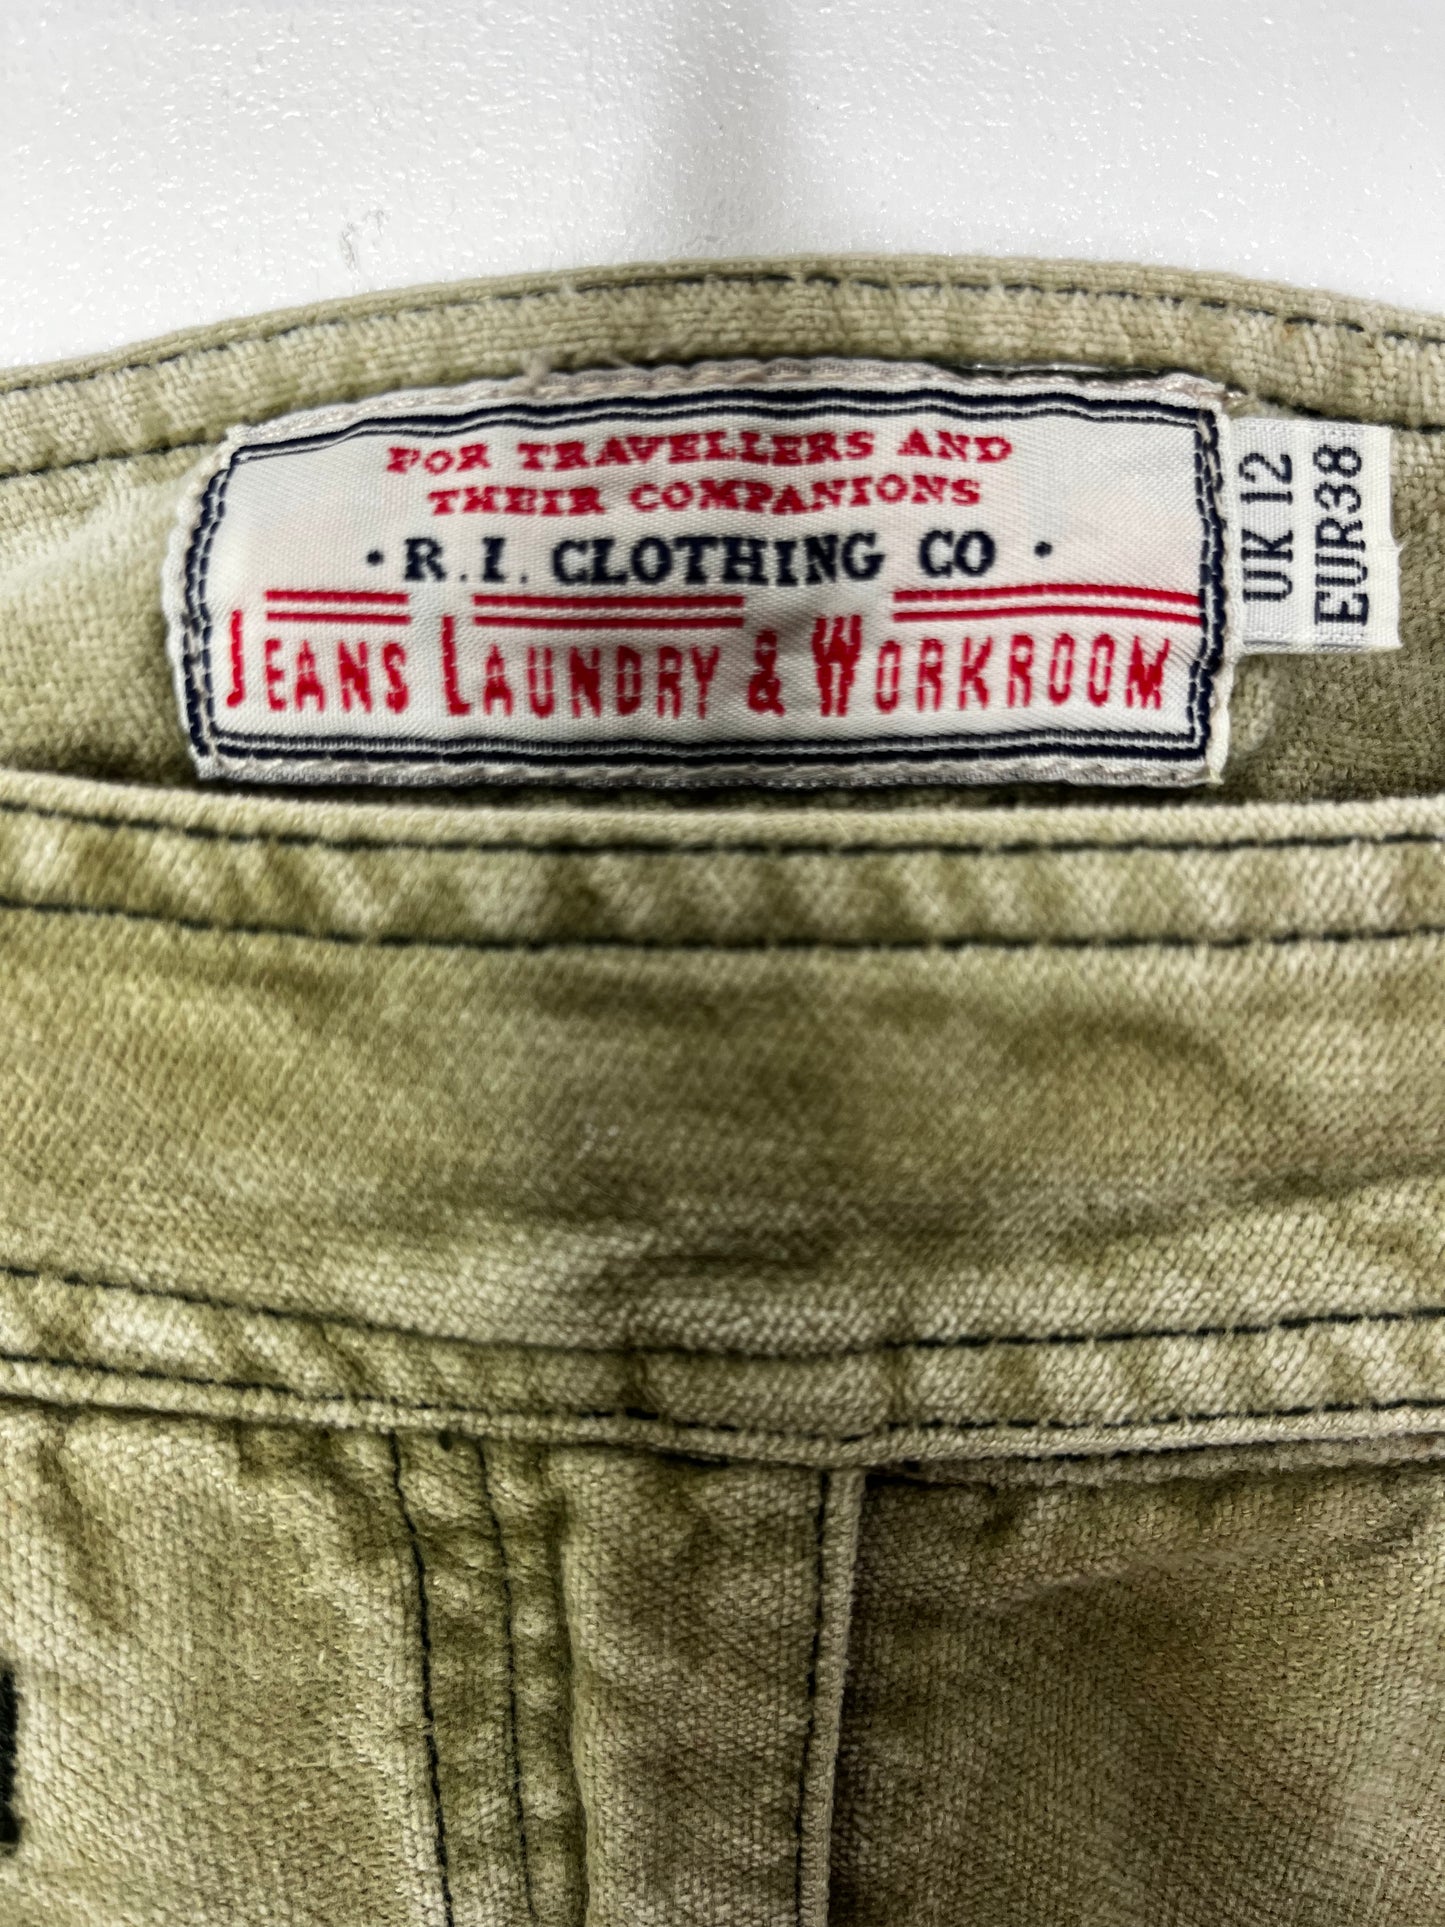 FOR TRAVELLERS AND
THEIR COMPANIONS
· R.I. CLOTHING CO ·
JEANS LAUNDRY & WORKROOM
UK 12
EUR38